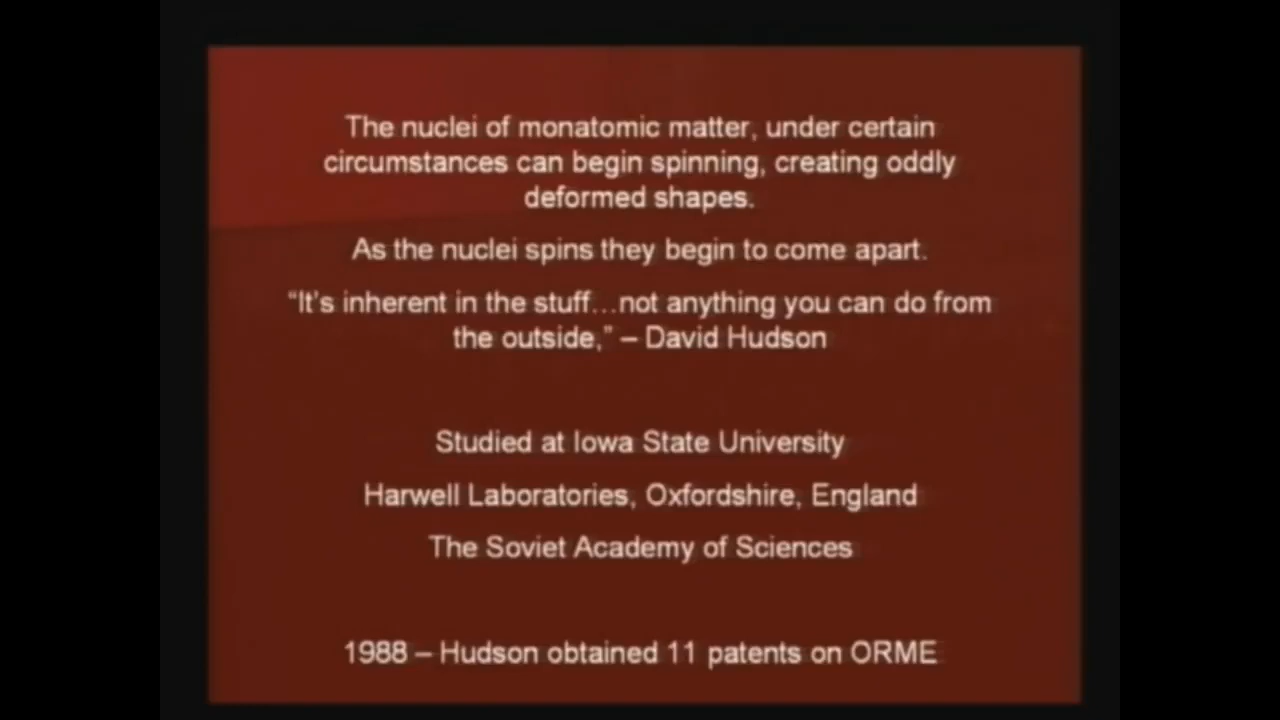 The nuclei of monatomic matter, under certain
circumstances can begin spinning, creating oddly
deformed shapes.
As the nuclei spins they begin to come apart.
“It’s inherent in the stuff…not anything you can do from
the outside,” – David Hudson
Studied at Iowa State University
Harwell Laboratories, Oxfordshire, England
The Soviet Academy of Sciences
1988 – Hudson obtained 11 patents on ORME